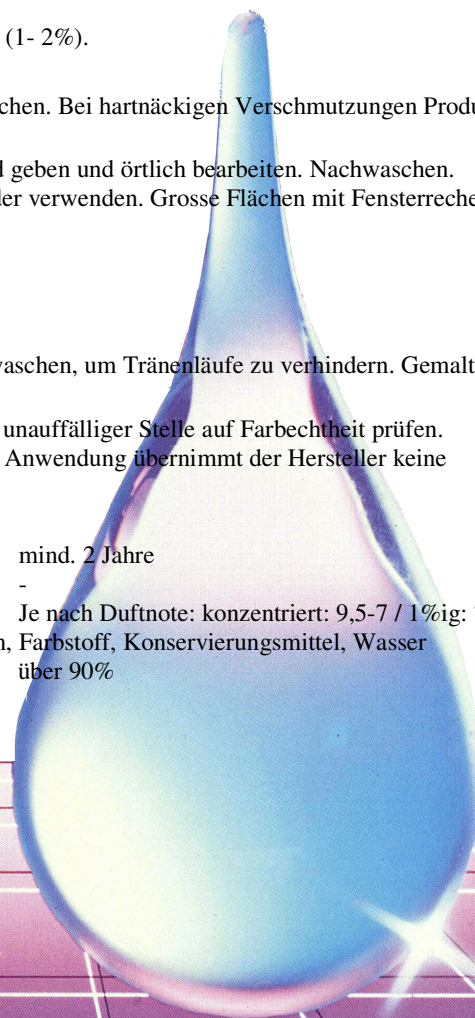 (1- 2%).
chen. Bei hartnäckigen Verschmutzungen Produ
d geben und örtlich bearbeiten. Nachwaschen.
der verwenden. Grosse Flächen mit Fensterreche
waschen, um Tränenläufe zu verhindern. Gemalt
unauffälliger Stelle auf Farbechtheit prüfen.
Anwendung übernimmt der Hersteller keine
mind. 2 Jahre
-
Je nach Duftnote: konzentriert: 9,5-7 / 1%ig:
n, Farbstoff, Konservierungsmittel, Wasser
über 90%